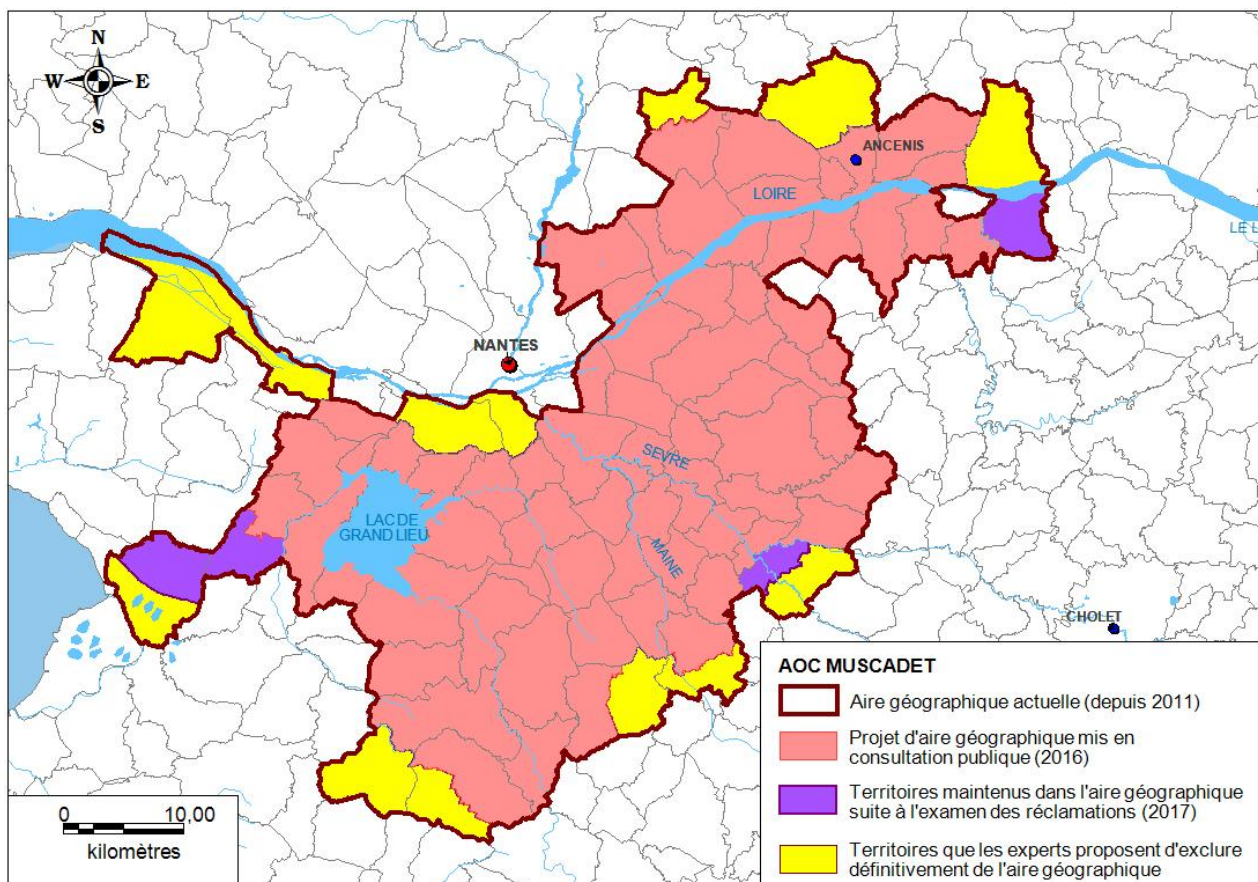 N
W E
S
ANCENIS
LOIRE
LE L
NANTES
SEVRE
LAC DE
GRAND LIEU
MAINE
CHOLET
AOC MUSCADET
Aire géographique actuelle (depuis 2011)
Projet d'aire géographique mis en
consultation publique (2016)
Territoires maintenus dans l'aire géographique
suite à l'examen des réclamations (2017)
Territoires que les experts proposent d'exclure
définitivement de l'aire géographique
0 10,00
kilomètres